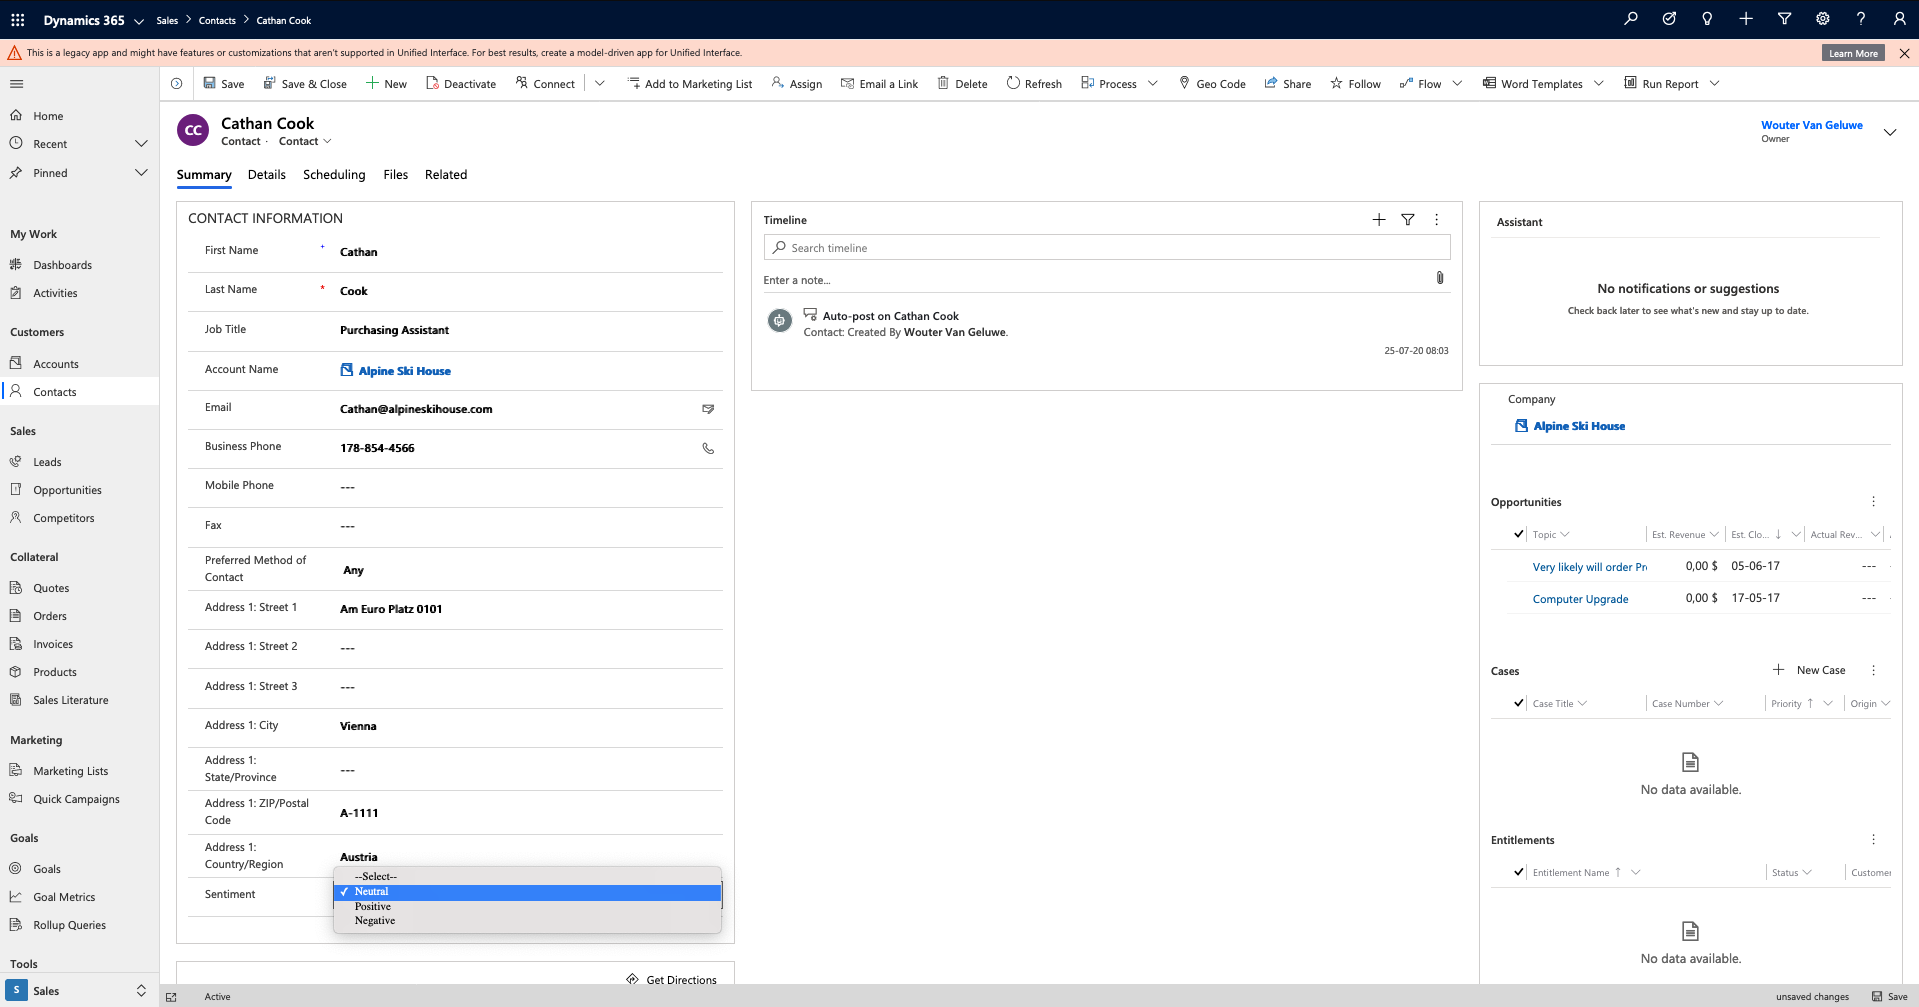 Dynamics 365 Sales Contacts Cathan Cook
This is a legacy app and might have features or customizations that aren't supported in Unified Interface. For best results, create a model-driven app for Unified Interface. Learn More
Save Save & Close New Deactivate Connect Add to Marketing List Assign Email a Link Delete Refresh Process Geo Code Share Follow Flow Word Templates Run Report
Home
Recent
Pinned
My Work
Dashboards
Activities
Customers
Accounts
Contacts
Sales
Leads
Opportunities
Competitors
Collateral
Quotes
Orders
Invoices
Products
Sales Literature
Marketing
Marketing Lists
Quick Campaigns
Goals
Goals
Goal Metrics
Rollup Queries
Tools
S Sales
CC
Cathan Cook
Contact · Contact
Wouter Van Geluwe
Owner
Summary Details Scheduling Files Related
CONTACT INFORMATION
First Name * Cathan
Last Name * Cook
Job Title Purchasing Assistant
Account Name Alpine Ski House
Email Cathan@alpineskihouse.com
Business Phone 178-854-4566
Mobile Phone ---
Fax ---
Preferred Method of
Contact
Any
Address 1: Street 1 Am Euro Platz 0101
Address 1: Street 2 ---
Address 1: Street 3 ---
Address 1: City Vienna
Address 1:
State/Province
---
Address 1: ZIP/Postal
Code
A-1111
Address 1:
Country/Region
Austria
Sentiment
--Select--
✓ Neutral
Positive
Negative
Get Directions
Timeline
Search timeline
Enter a note...
Auto-post on Cathan Cook
Contact: Created By Wouter Van Geluwe.
25-07-20 08:03
Assistant
No notifications or suggestions
Check back later to see what's new and stay up to date.
Company
Alpine Ski House
Opportunities
Topic Est. Revenue Est. Clo... ↓ Actual Rev...
Very likely will order Pr 0,00 $ 05-06-17 ---
Computer Upgrade 0,00 $ 17-05-17 ---
Cases New Case
Case Title Case Number Priority ↑ Origin
No data available.
Entitlements
Entitlement Name ↑ Status Customer
No data available.
Active unsaved changes Save